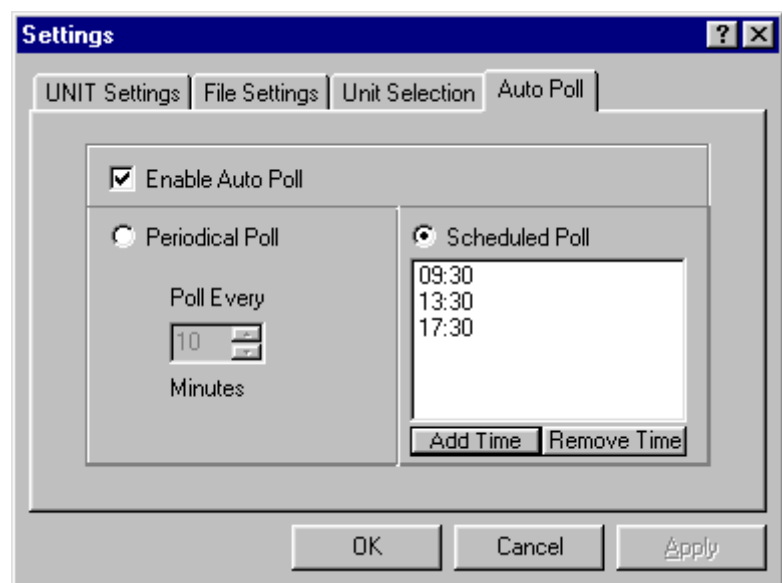 Settings
UNIT Settings File Settings Unit Selection Auto Poll
Enable Auto Poll
Periodical Poll
Poll Every
10
Minutes
Scheduled Poll
09:30
13:30
17:30
Add Time Remove Time
OK Cancel Apply